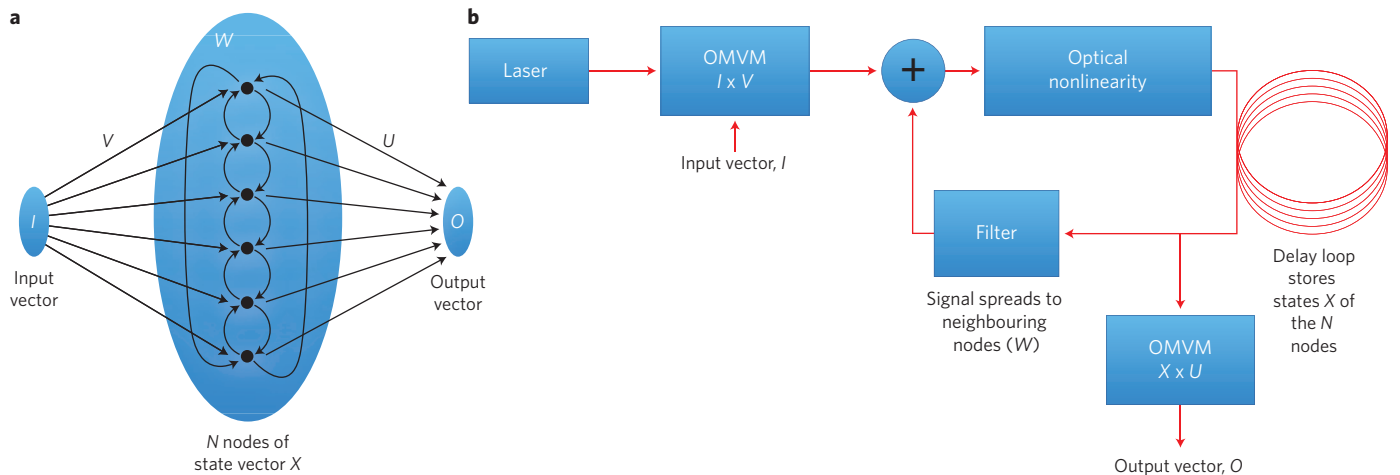 a
W
V
U
I
O
Input
vector
Output
vector
N nodes of
state vector X
b
Laser
OMVM
I x V
+
Optical
nonlinearity
Input vector, I
Filter
Signal spreads to
neighbouring
nodes (W)
Delay loop
stores
states X of
the N
nodes
OMVM
X x U
Output vector, O